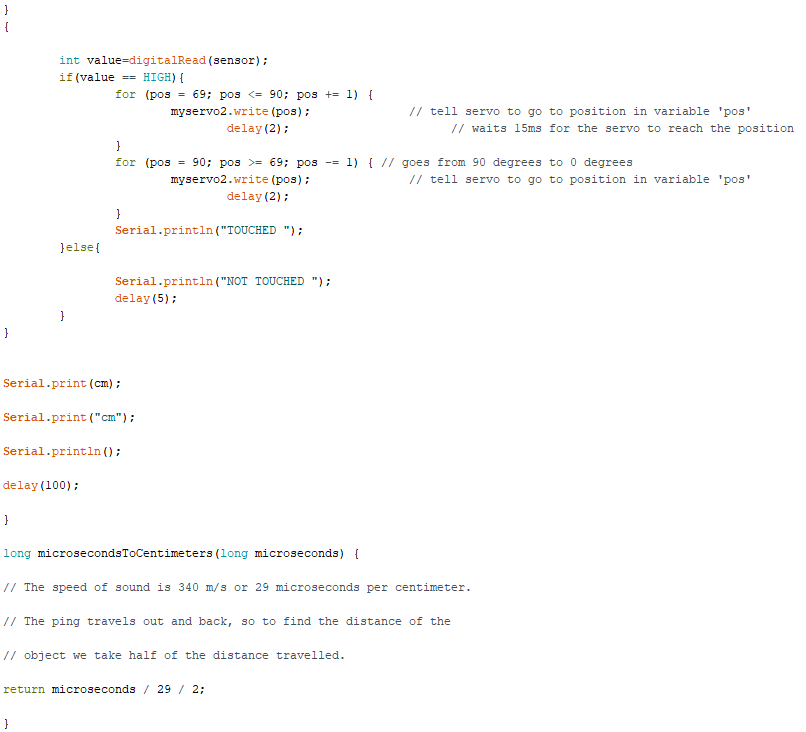 }
{
int value=digitalRead(sensor);
if(value == HIGH){
for (pos = 69; pos <= 90; pos += 1) {
myservo2.write(pos); // tell servo to go to position in variable 'pos'
delay(2); // waits 15ms for the servo to reach the position
}
for (pos = 90; pos >= 69; pos -= 1) { // goes from 90 degrees to 0 degrees
myservo2.write(pos); // tell servo to go to position in variable 'pos'
delay(2);
}
Serial.println("TOUCHED ");
}else{
Serial.println("NOT TOUCHED ");
delay(5);
}
}
Serial.print(cm);
Serial.print("cm");
Serial.println();
delay(100);
}
long microsecondsToCentimeters(long microseconds) {
// The speed of sound is 340 m/s or 29 microseconds per centimeter.
// The ping travels out and back, so to find the distance of the
// object we take half of the distance travelled.
return microseconds / 29 / 2;
}